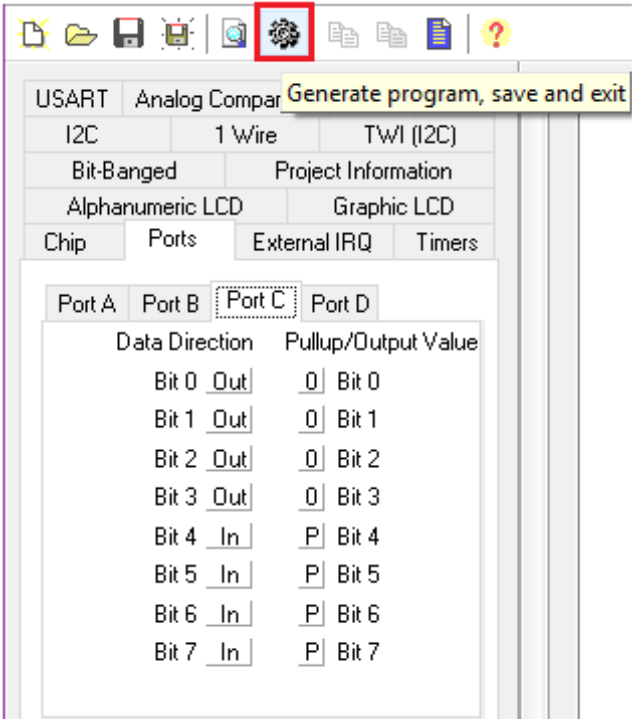 ?
USART Analog Compar
Generate program, save and exit
I2C 1 Wire TWI (I2C)
Bit-Banged Project Information
Alphanumeric LCD Graphic LCD
Chip Ports External IRQ Timers
Port A Port B Port C Port D
Data Direction Pullup/Output Value
Bit 0 Out 0 Bit 0
Bit 1 Out 0 Bit 1
Bit 2 Out 0 Bit 2
Bit 3 Out 0 Bit 3
Bit 4 In P Bit 4
Bit 5 In P Bit 5
Bit 6 In P Bit 6
Bit 7 In P Bit 7